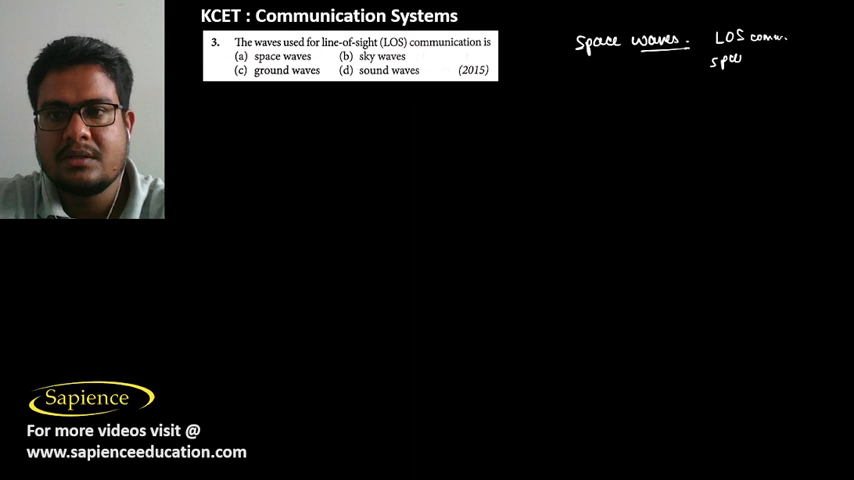 KCET : Communication Systems
3. The waves used for line-of-sight (LOS) communication is
(a) space waves (b) sky waves
(c) ground waves (d) sound waves (2015)
space waves. LOS comm.
spac
Sapience
For more videos visit @
www.sapienceeducation.com